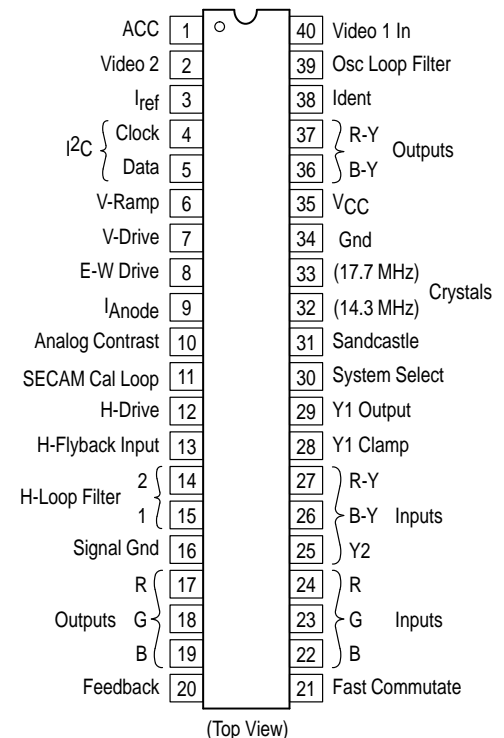 ACC 1 40 Video 1 In
Video 2 2 39 Osc Loop Filter
Iref 3 38 Ident
I2C Clock 4 37 R-Y Outputs
Data 5 36 B-Y
V-Ramp 6 35 VCC
V-Drive 7 34 Gnd
E-W Drive 8 33 (17.7 MHz) Crystals
IAnode 9 32 (14.3 MHz)
Analog Contrast 10 31 Sandcastle
SECAM Cal Loop 11 30 System Select
H-Drive 12 29 Y1 Output
H-Flyback Input 13 28 Y1 Clamp
H-Loop Filter 2 14 27 R-Y
1 15 26 B-Y Inputs
Signal Gnd 16 25 Y2
R 17 24 R
Outputs G 18 23 G Inputs
B 19 22 B
Feedback 20 21 Fast Commutate
(Top View)